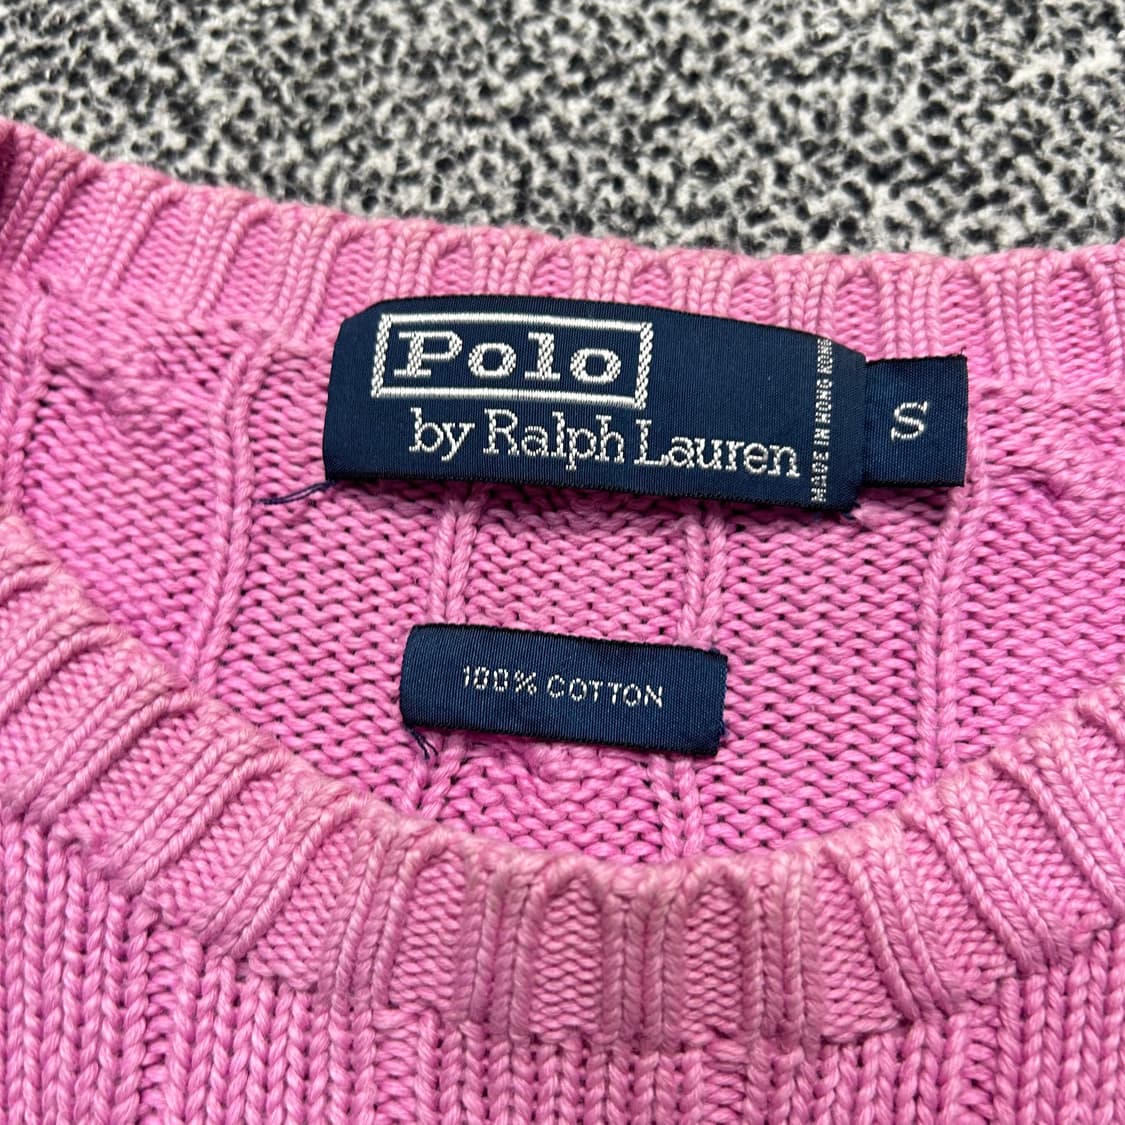 Polo
by Ralph Lauren
MADE IN HONG KONG
S
100% COTTON